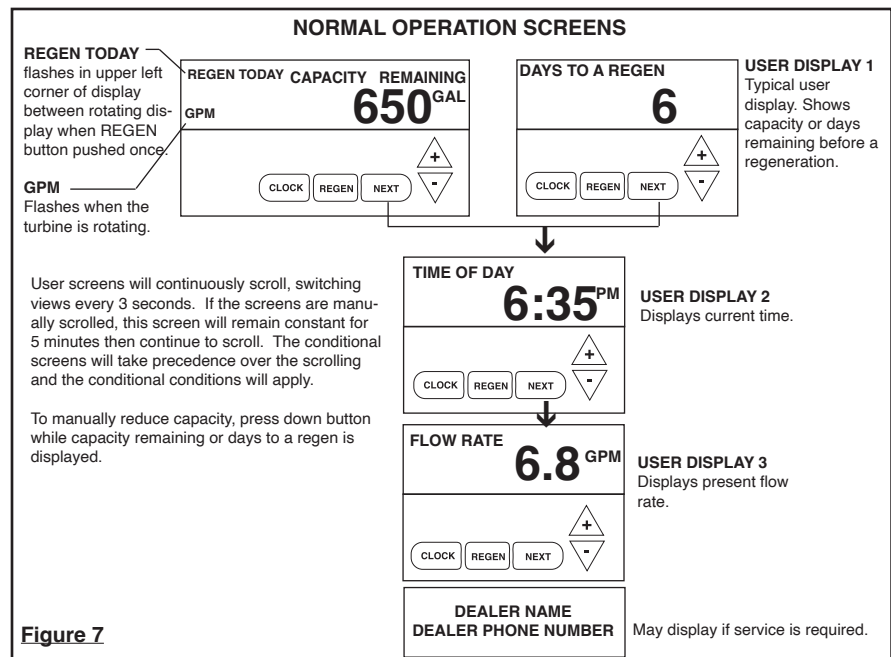 NORMAL OPERATION SCREENS
REGEN TODAY
flashes in upper left
corner of display
between rotating dis-
play when REGEN
button pushed once.
GPM
Flashes when the
turbine is rotating.
REGEN TODAY CAPACITY REMAINING
650 GAL
GPM
+
-
CLOCK REGEN NEXT
DAYS TO A REGEN
6
+
-
CLOCK REGEN NEXT
USER DISPLAY 1
Typical user
display. Shows
capacity or days
remaining before a
regeneration.
User screens will continuously scroll, switching
views every 3 seconds. If the screens are manu-
ally scrolled, this screen will remain constant for
5 minutes then continue to scroll. The conditional
screens will take precedence over the scrolling
and the conditional conditions will apply.
To manually reduce capacity, press down button
while capacity remaining or days to a regen is
displayed.
TIME OF DAY
6:35 PM
+
-
CLOCK REGEN NEXT
USER DISPLAY 2
Displays current time.
FLOW RATE
6.8 GPM
+
-
CLOCK REGEN NEXT
USER DISPLAY 3
Displays present flow
rate.
DEALER NAME
DEALER PHONE NUMBER
May display if service is required.
Figure 7